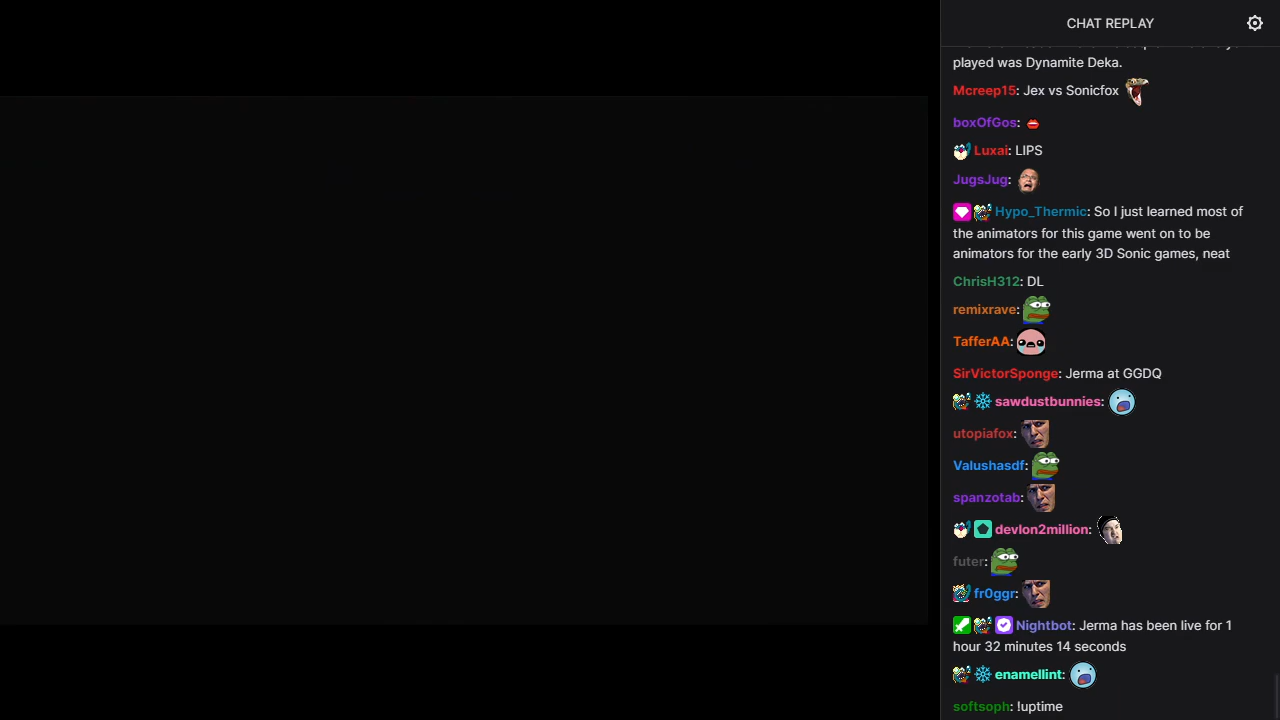 CHAT REPLAY
played was Dynamite Deka.
Mcreep15: Jex vs Sonicfox
boxOfGos:
Luxai: LIPS
JugsJug:
Hypo_Thermic: So I just learned most of
the animators for this game went on to be
animators for the early 3D Sonic games, neat
ChrisH312: DL
remixrave:
TafferAA:
SirVictorSponge: Jerma at GGDQ
sawdustbunnies:
utopiafox:
Valushasdf:
spanzotab:
devlon2million:
futer:
fr0ggr:
Nightbot: Jerma has been live for 1
hour 32 minutes 14 seconds
enamellint:
softsoph: !uptime